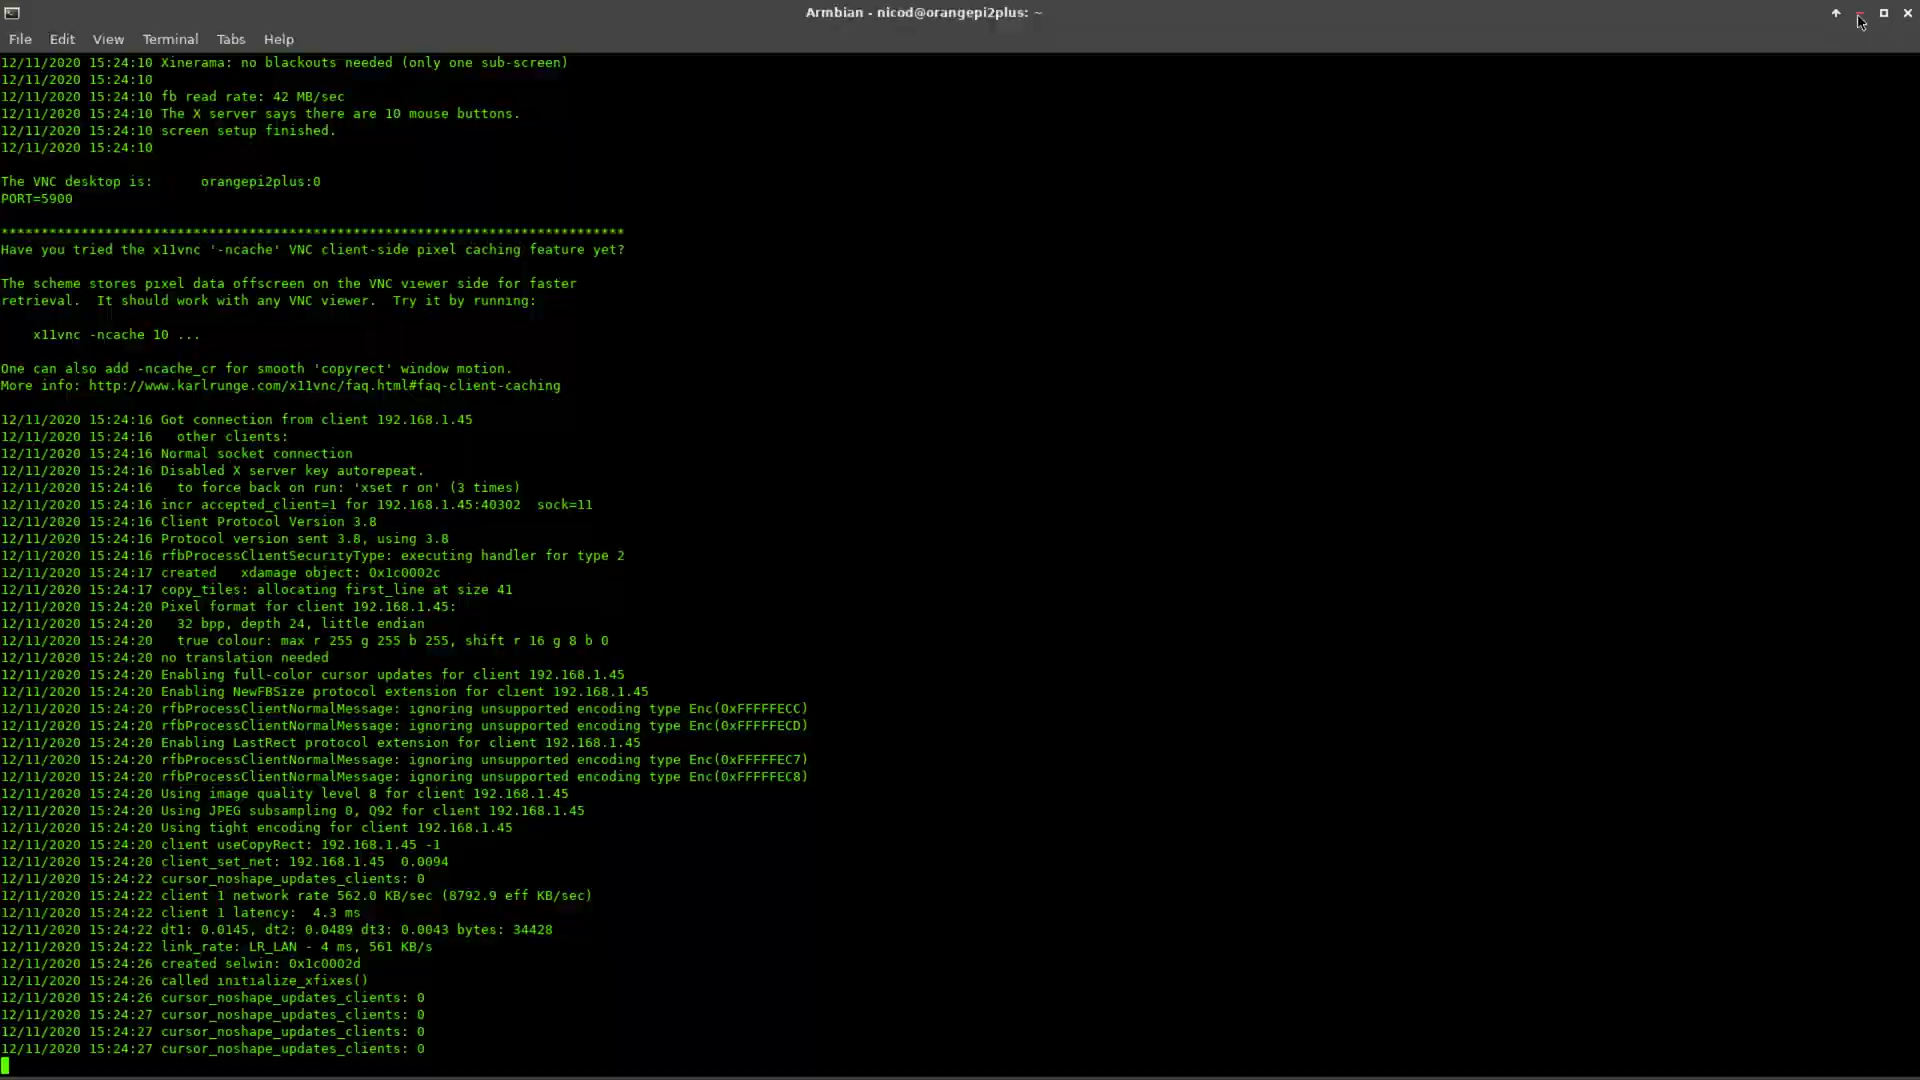 Armbian - nicod@orangepi2plus: ~
File Edit View Terminal Tabs Help
12/11/2020 15:24:10 Xinerama: no blackouts needed (only one sub-screen)
12/11/2020 15:24:10
12/11/2020 15:24:10 fb read rate: 42 MB/sec
12/11/2020 15:24:10 The X server says there are 10 mouse buttons.
12/11/2020 15:24:10 screen setup finished.
12/11/2020 15:24:10
The VNC desktop is:      orangepi2plus:0
PORT=5900
******************************************************************************
Have you tried the x11vnc '-ncache' VNC client-side pixel caching feature yet?
The scheme stores pixel data offscreen on the VNC viewer side for faster
retrieval.  It should work with any VNC viewer.  Try it by running:
    x11vnc -ncache 10 ...
One can also add -ncache_cr for smooth 'copyrect' window motion.
More info: http://www.karlrunge.com/x11vnc/faq.html#faq-client-caching
12/11/2020 15:24:16 Got connection from client 192.168.1.45
12/11/2020 15:24:16   other clients:
12/11/2020 15:24:16 Normal socket connection
12/11/2020 15:24:16 Disabled X server key autorepeat.
12/11/2020 15:24:16   to force back on run: 'xset r on' (3 times)
12/11/2020 15:24:16 incr accepted_client=1 for 192.168.1.45:40302  sock=11
12/11/2020 15:24:16 Client Protocol Version 3.8
12/11/2020 15:24:16 Protocol version sent 3.8, using 3.8
12/11/2020 15:24:16 rfbProcessClientSecurityType: executing handler for type 2
12/11/2020 15:24:17 created   xdamage object: 0x1c0002c
12/11/2020 15:24:17 copy_tiles: allocating first_line at size 41
12/11/2020 15:24:20 Pixel format for client 192.168.1.45:
12/11/2020 15:24:20   32 bpp, depth 24, little endian
12/11/2020 15:24:20   true colour: max r 255 g 255 b 255, shift r 16 g 8 b 0
12/11/2020 15:24:20 no translation needed
12/11/2020 15:24:20 Enabling full-color cursor updates for client 192.168.1.45
12/11/2020 15:24:20 Enabling NewFBSize protocol extension for client 192.168.1.45
12/11/2020 15:24:20 rfbProcessClientNormalMessage: ignoring unsupported encoding type Enc(0xFFFFFECC)
12/11/2020 15:24:20 rfbProcessClientNormalMessage: ignoring unsupported encoding type Enc(0xFFFFFECD)
12/11/2020 15:24:20 Enabling LastRect protocol extension for client 192.168.1.45
12/11/2020 15:24:20 rfbProcessClientNormalMessage: ignoring unsupported encoding type Enc(0xFFFFFEC7)
12/11/2020 15:24:20 rfbProcessClientNormalMessage: ignoring unsupported encoding type Enc(0xFFFFFEC8)
12/11/2020 15:24:20 Using image quality level 8 for client 192.168.1.45
12/11/2020 15:24:20 Using JPEG subsampling 0, Q92 for client 192.168.1.45
12/11/2020 15:24:20 Using tight encoding for client 192.168.1.45
12/11/2020 15:24:20 client useCopyRect: 192.168.1.45 -1
12/11/2020 15:24:20 client_set_net: 192.168.1.45  0.0094
12/11/2020 15:24:22 cursor_noshape_updates_clients: 0
12/11/2020 15:24:22 client 1 network rate 562.0 KB/sec (8792.9 eff KB/sec)
12/11/2020 15:24:22 client 1 latency:  4.3 ms
12/11/2020 15:24:22 dt1: 0.0145, dt2: 0.0489 dt3: 0.0043 bytes: 34428
12/11/2020 15:24:22 link_rate: LR_LAN - 4 ms, 561 KB/s
12/11/2020 15:24:26 created selwin: 0x1c0002d
12/11/2020 15:24:26 called initialize_xfixes()
12/11/2020 15:24:26 cursor_noshape_updates_clients: 0
12/11/2020 15:24:27 cursor_noshape_updates_clients: 0
12/11/2020 15:24:27 cursor_noshape_updates_clients: 0
12/11/2020 15:24:27 cursor_noshape_updates_clients: 0